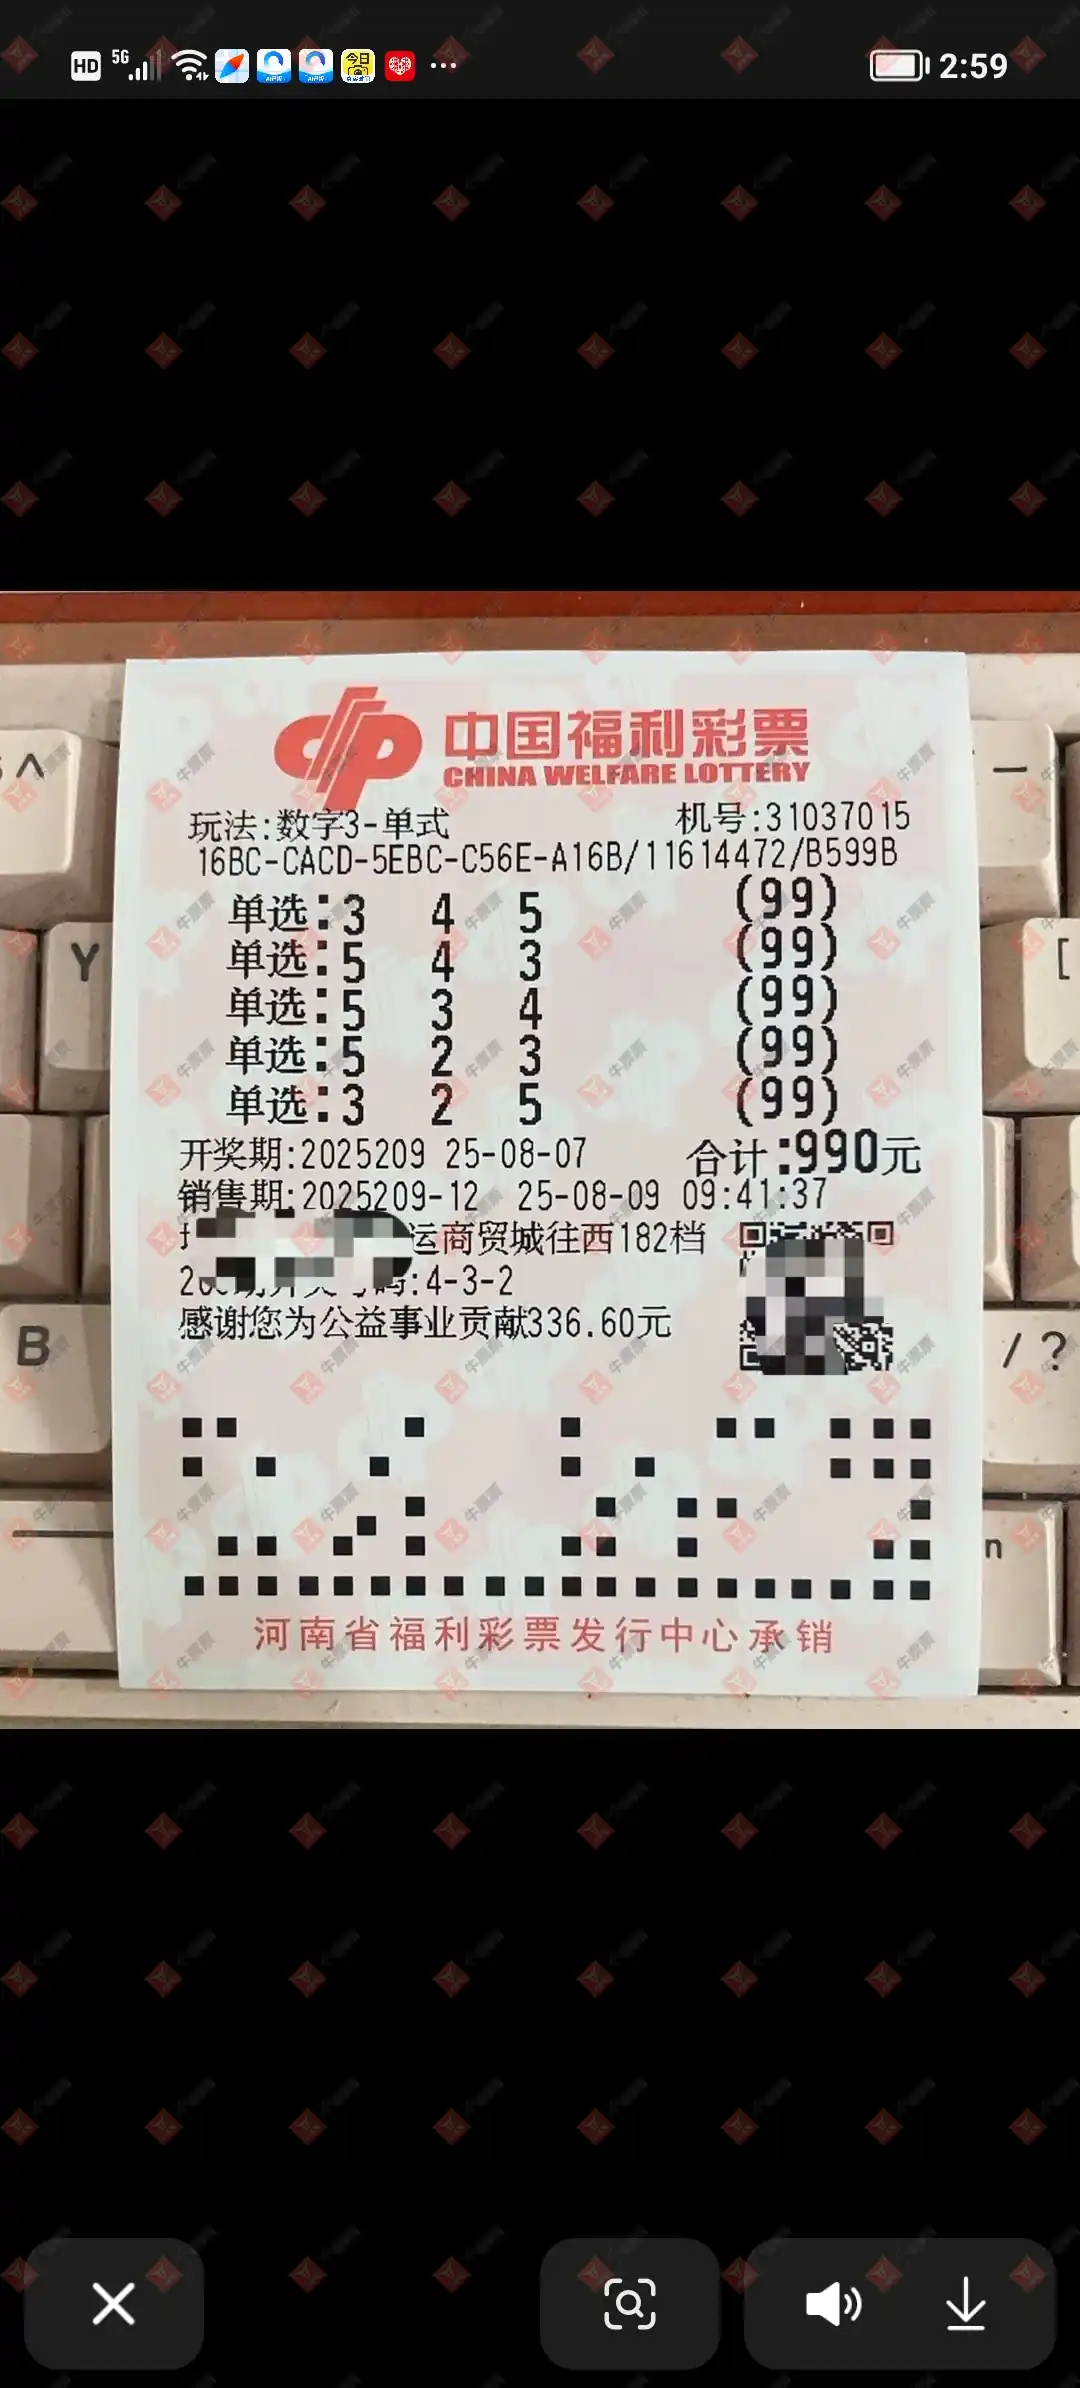 HD 5G 2:59
中国福利彩票
CHINA WELFARE LOTTERY
玩法:数字3-单式 机号:31037015
16BC-CACD-5EBC-C56E-A16B/11614472/B599B
单选:3 4 5 (99)
单选:5 4 3 (99)
单选:5 3 4 (99)
单选:5 2 3 (99)
单选:3 2 5 (99)
开奖期:2025209 25-08-07 合计:990元
销售期:2025209-12 25-08-09 09:41:37
运商贸城往西182档
:4-3-2
感谢您为公益事业贡献336.60元
河南省福利彩票发行中心承销
Y
B
[
/ ?
n
牛票票